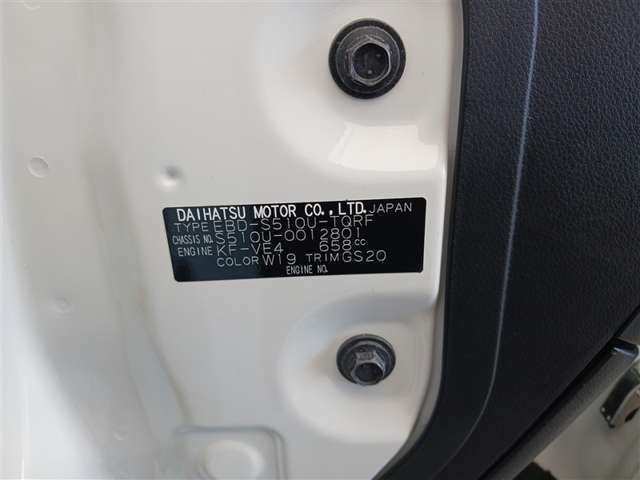 DAIHATSU MOTOR CO.,LTD. JAPAN
TYPE EBD-S510U-TQRF
CHASSIS NO. S510U-0012801
ENGINE KF-VE4 658cc
COLOR W19 TRIM GS20
ENGINE NO.